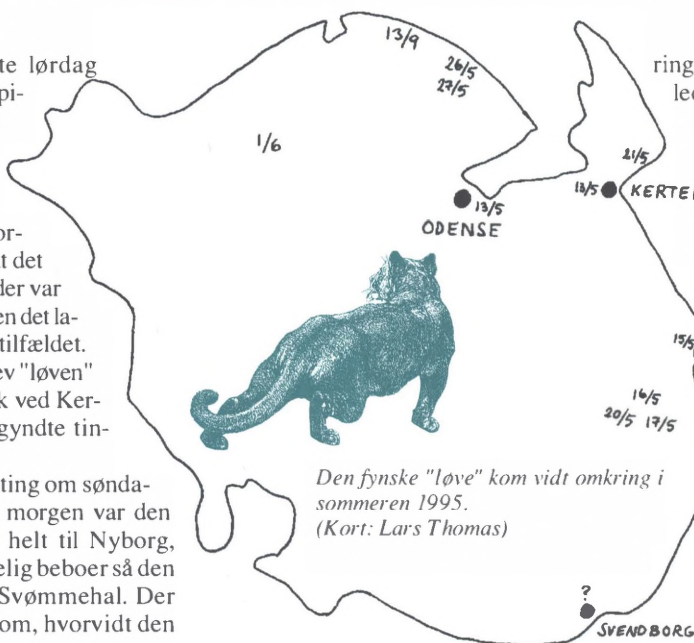 te lørdag
pi-
or-
t det
der var
en det la-
tilfældet.
ev "løven"
k ved Ker-
gyndte tin-
ting om sønda-
morgen var den
helt til Nyborg,
elig beboer så den
Svømmehal. Der
om, hvorvidt den
13/9
26/5
27/5
1/6
13/5
ODENSE
21/5
13/5 KERTE
15/5
16/5
20/5 17/5
Den fynske "løve" kom vidt omkring i
sommeren 1995.
(Kort: Lars Thomas)
?
SVENDBORG
ring